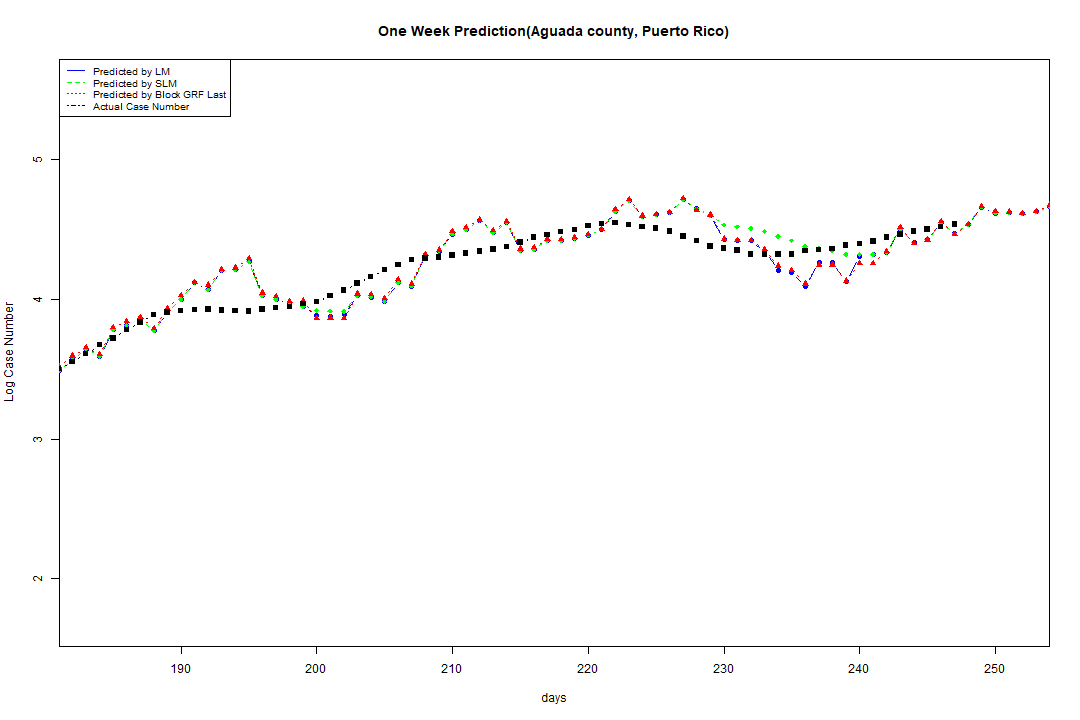 One Week Prediction(Aguada county, Puerto Rico)
Predicted by LM
Predicted by SLM
Predicted by Block GRF Last
Actual Case Number
5
4
3
2
Log Case Number
190 200 210 220 230 240 250
days